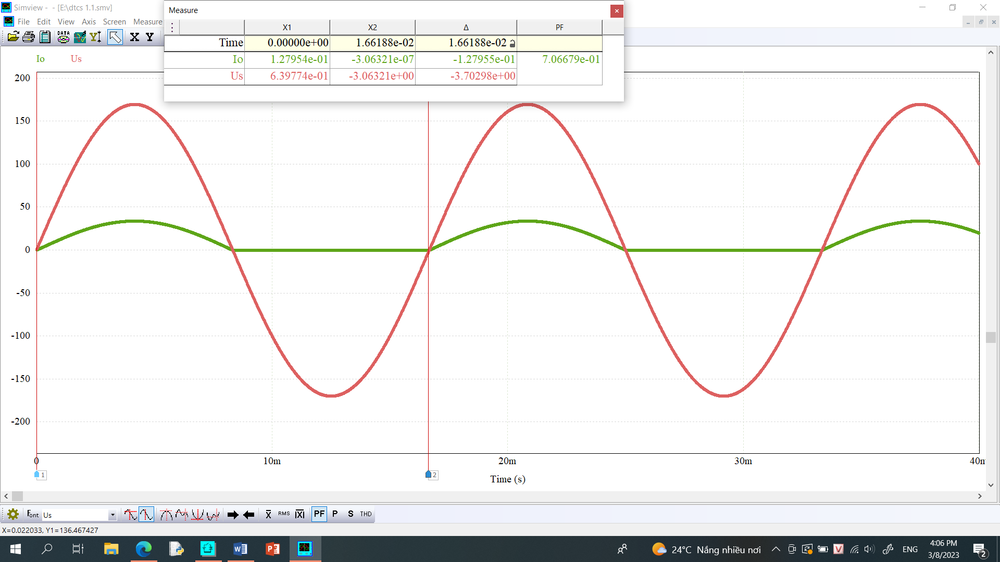 Simview - - [E:\dtcs 1.1.smv]
File Edit View Axis Screen Measure
DATA Y X Y
Measure
X1 X2 Δ PF
Time 0.00000e+00 1.66188e-02 1.66188e-02
Io 1.27954e-01 -3.06321e-07 -1.27955e-01 7.06679e-01
Us 6.39774e-01 -3.06321e+00 -3.70298e+00
Io Us
200
150
100
50
0
-50
-100
-150
-200
0 10m 20m 30m 40m
1 2
Time (s)
Font Us X RMS |X| PF P S THD
X=0.022033, Y1=136.467427
24°C Nắng nhiều nơi ENG 4:06 PM
3/8/2023
2